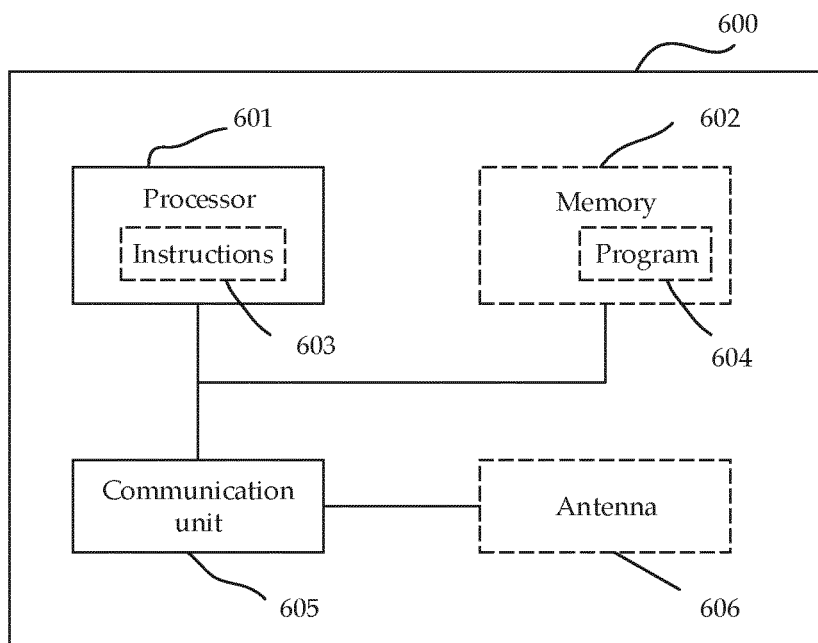 600
601
602
Processor
Memory
Instructions
Program
603
604
Communication
unit
Antenna
605
606